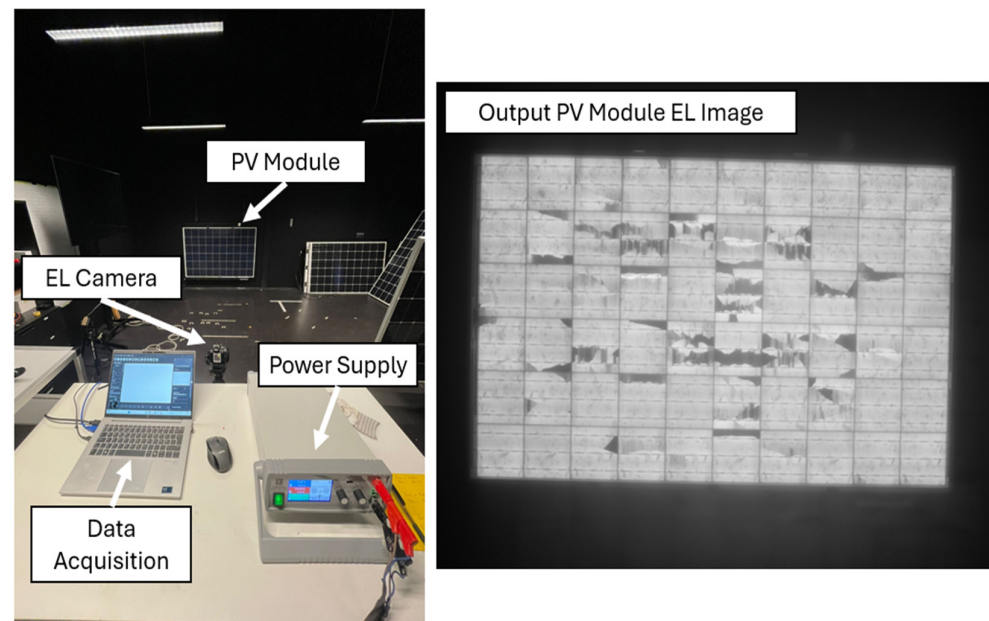 Output PV Module EL Image
PV Module
EL Camera
Power Supply
Data
Acquisition